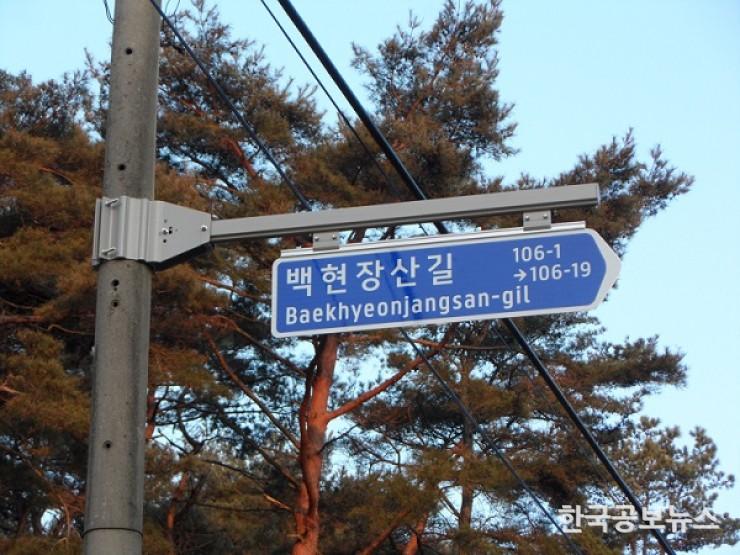 백현장산길
Baekhyeonjangsan-gil
106-1
→106-19
한국공보뉴스